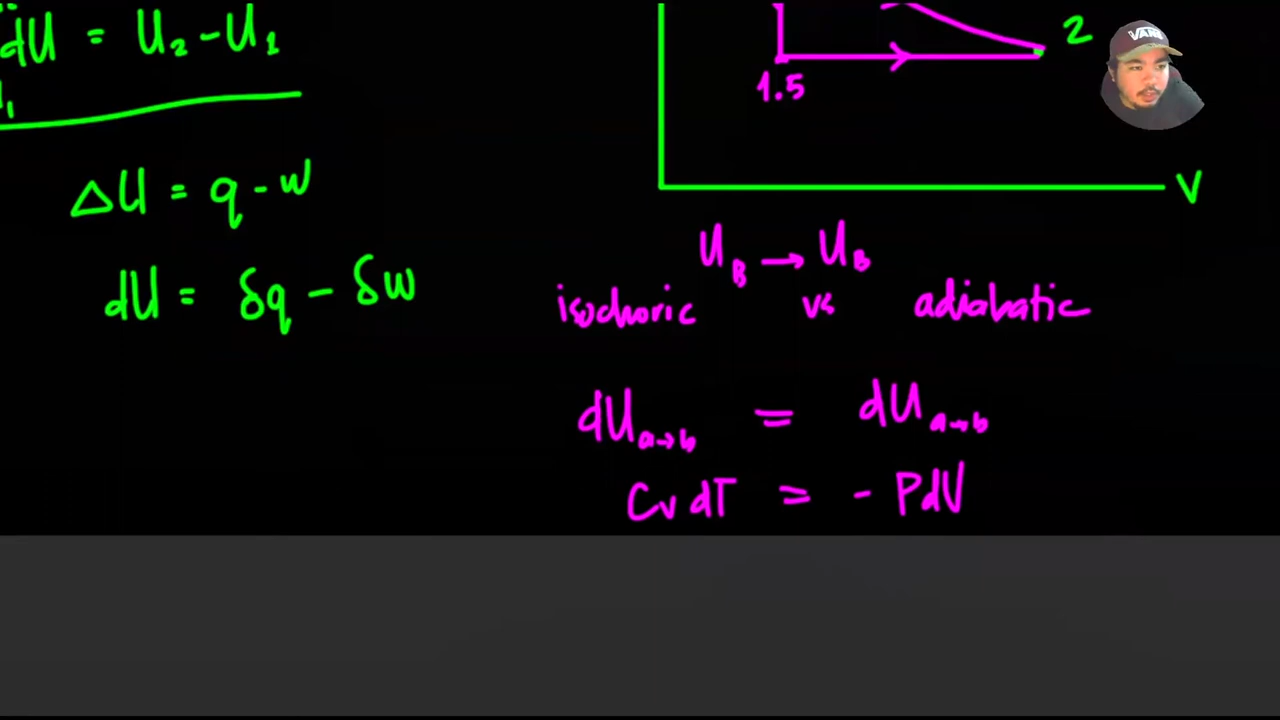 dU = U₂ - U₁
ΔU = q - w
dU = δq - δw
2
VANS
1.5
V
U_B → U_B
isochoric vs adiabatic
dU_a→b = dU_a→b
Cv dT = - PdV